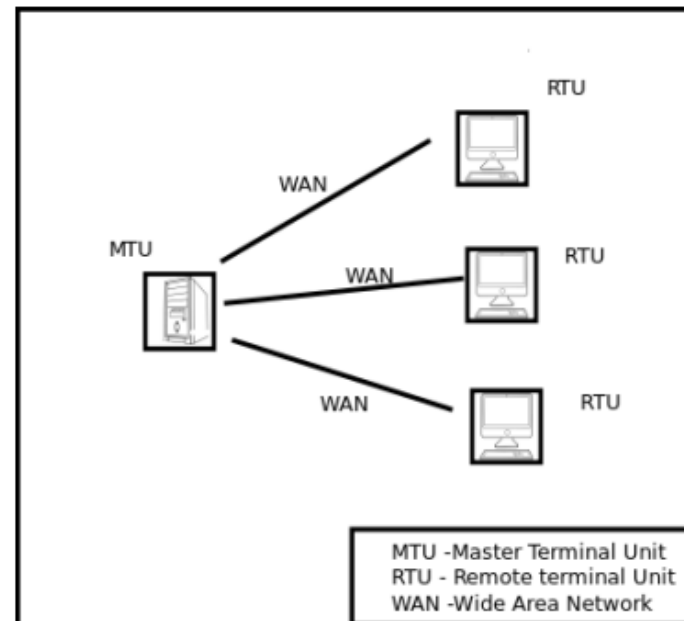 RTU
WAN
MTU
RTU
WAN
RTU
WAN
MTU -Master Terminal Unit
RTU - Remote terminal Unit
WAN -Wide Area Network